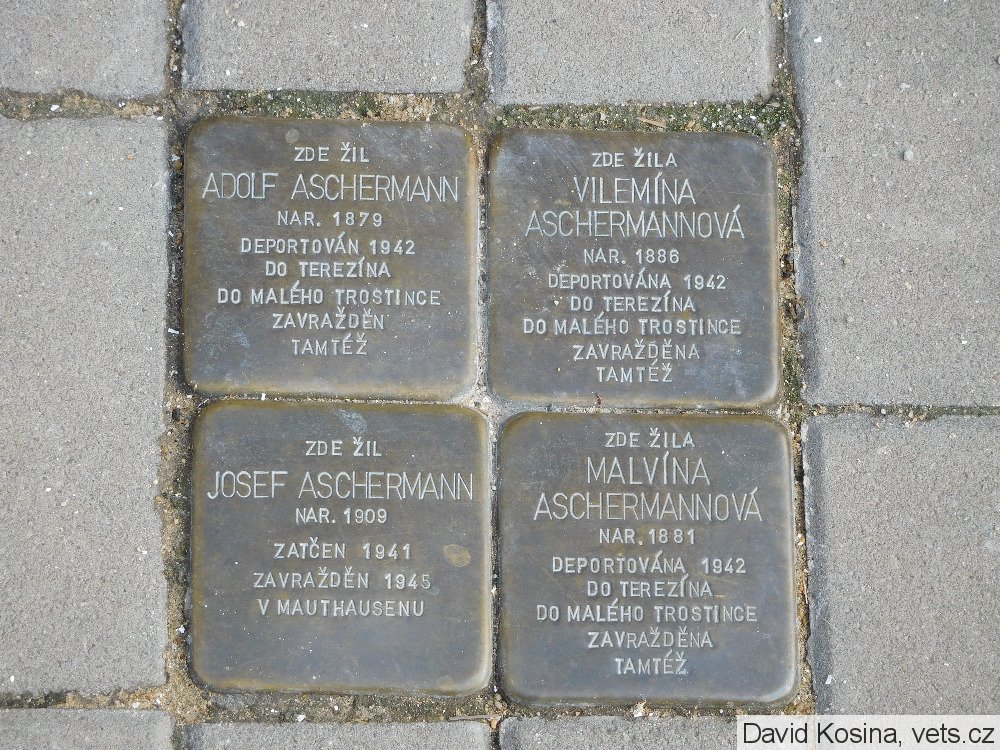 ZDE ŽIL
ADOLF ASCHERMANN
NAR. 1879
DEPORTOVÁN 1942
DO TEREZÍNA
DO MALÉHO TROSTINCE
ZAVRAŽDĚN
TAMTÉŽ
ZDE ŽILA
VILEMÍNA
ASCHERMANNOVÁ
NAR. 1886
DEPORTOVÁNA 1942
DO TEREZÍNA
DO MALÉHO TROSTINCE
ZAVRAŽĎENA
TAMTÉŽ
ZDE ŽIL
JOSEF ASCHERMANN
NAR. 1909
ZATČEN 1941
ZAVRAŽDĚN 1945
V MAUTHAUSENU
ZDE ŽILA
MALVÍNA
ASCHERMANNOVÁ
NAR. 1881
DEPORTOVÁNA 1942
DO TEREZÍNA
DO MALÉHO TROSTINCE
ZAVRAŽDĚNA
TAMTÉŽ
David Kosina, vets.cz